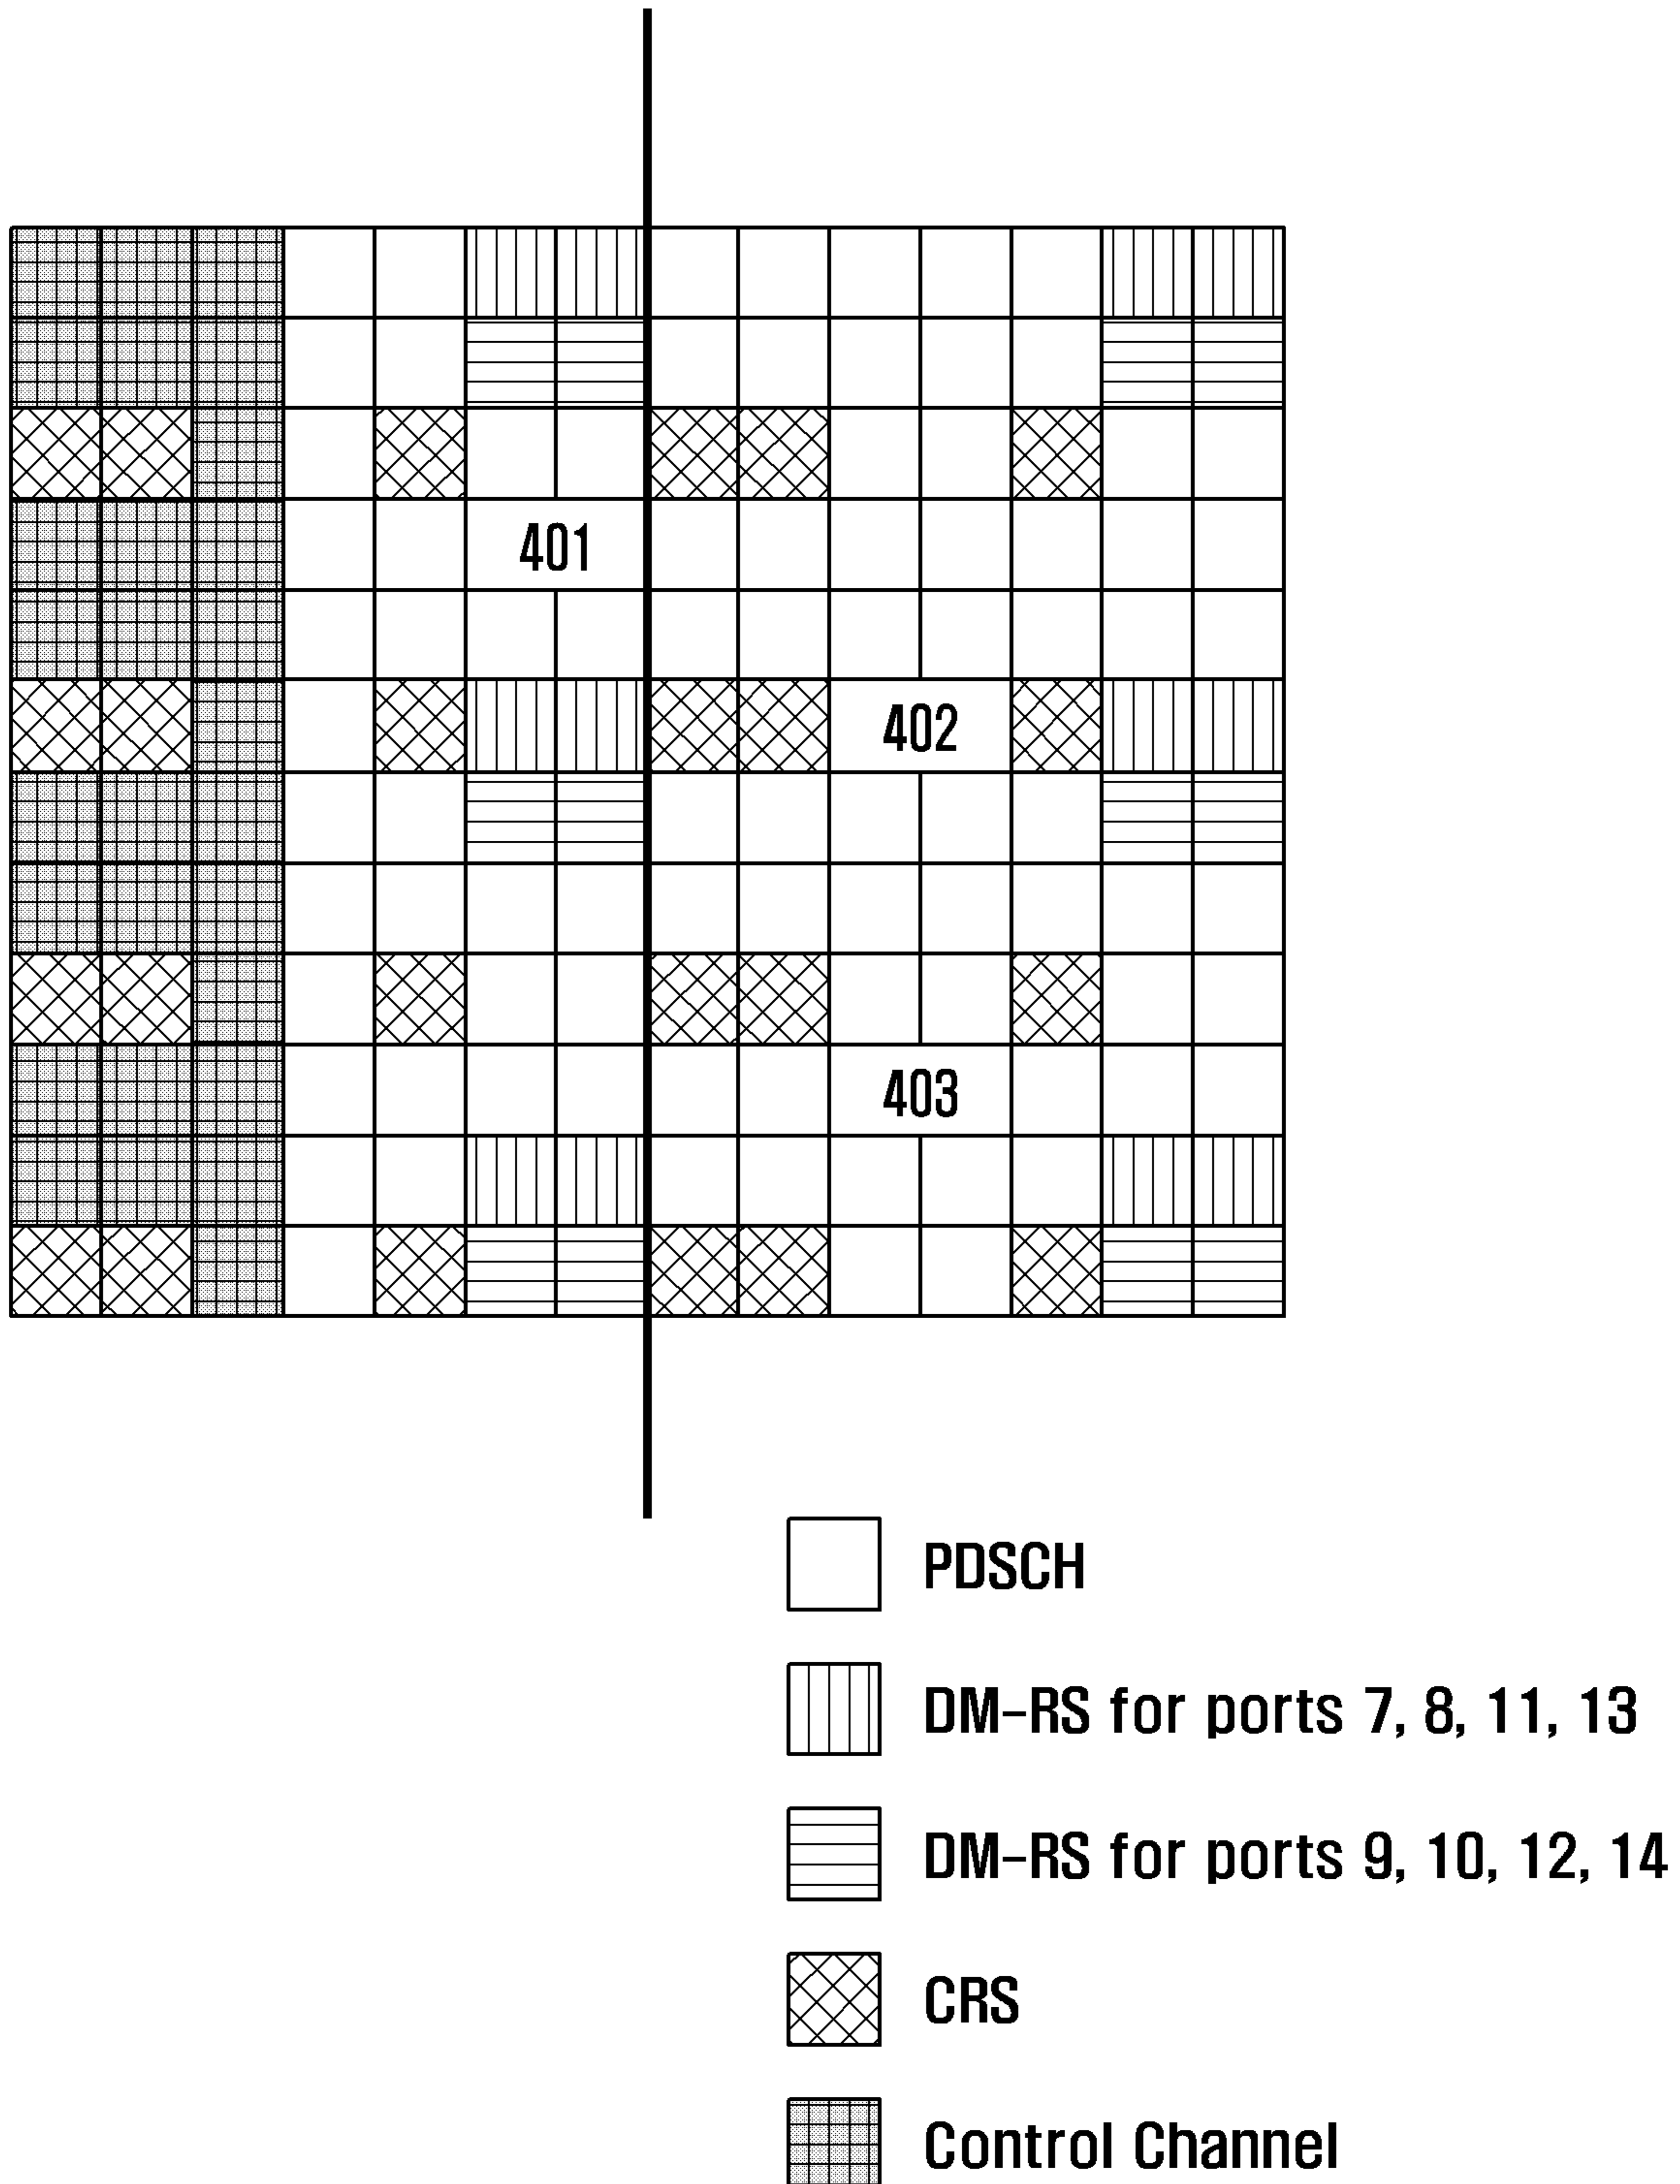 401
402
403
PDSCH
DM-RS for ports 7, 8, 11, 13
DM-RS for ports 9, 10, 12, 14
CRS
Control Channel